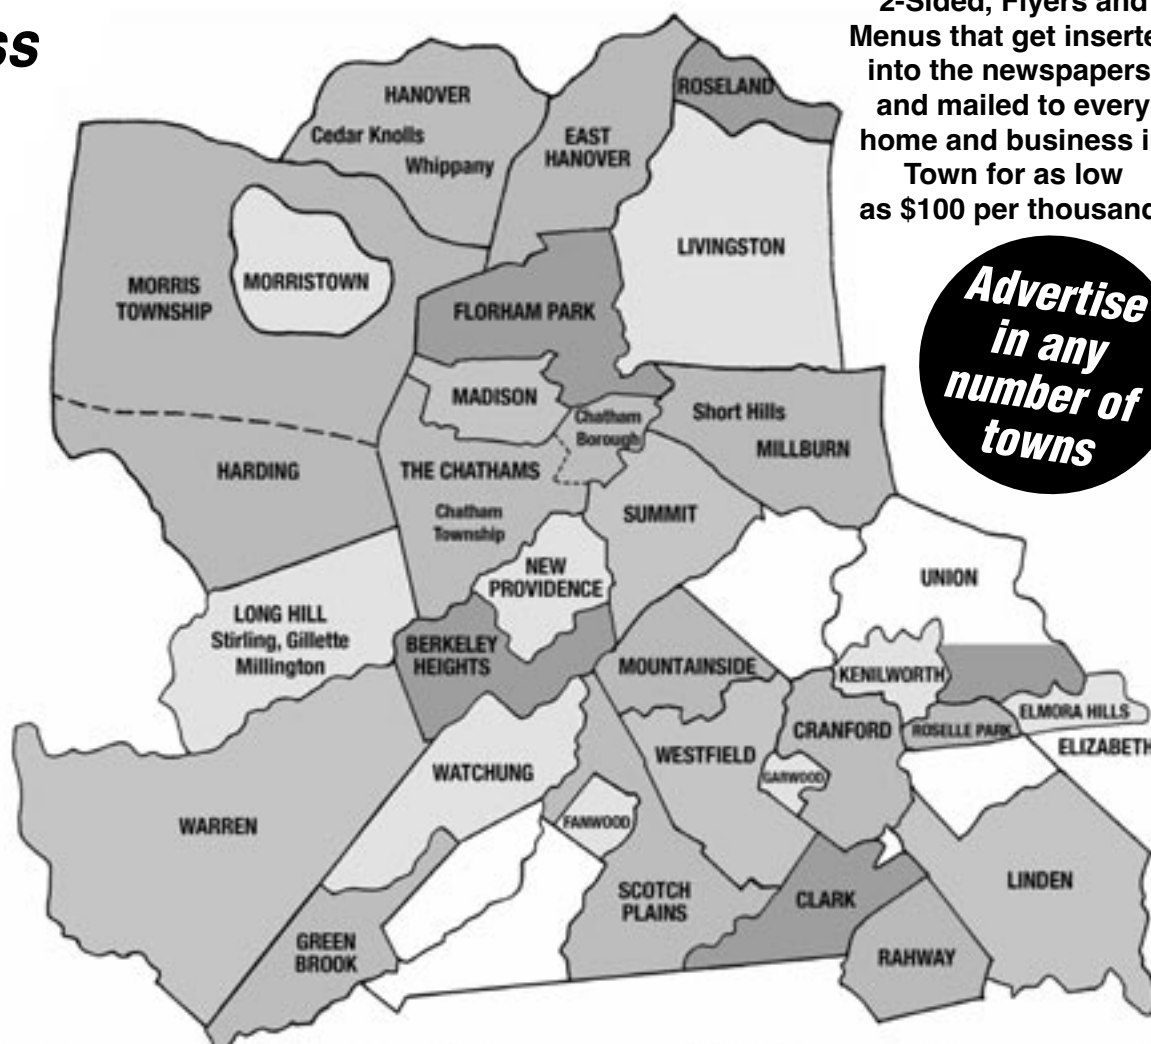 ss
2-Sided, Flyers and
Menus that get inserte
into the newspapers
and mailed to every
home and business i
Town for as low
as $100 per thousand
Advertise
in any
number of
towns
HANOVER
Cedar Knolls
Whippany
EAST
HANOVER
ROSELAND
LIVINGSTON
MORRIS
TOWNSHIP
MORRISTOWN
FLORHAM PARK
MADISON
Chatham
Borough
Short Hills
MILLBURN
HARDING
THE CHATHAMS
Chatham
Township
SUMMIT
NEW
PROVIDENCE
UNION
LONG HILL
Stirling, Gillette
Millington
BERKELEY
HEIGHTS
MOUNTAINSIDE
KENILWORTH
ELMORA HILLS
ROSELLE PARK
CRANFORD
ELIZABETH
WESTFIELD
GARWOOD
WATCHUNG
WARREN
FANWOOD
SCOTCH
PLAINS
CLARK
LINDEN
GREEN
BROOK
RAHWAY